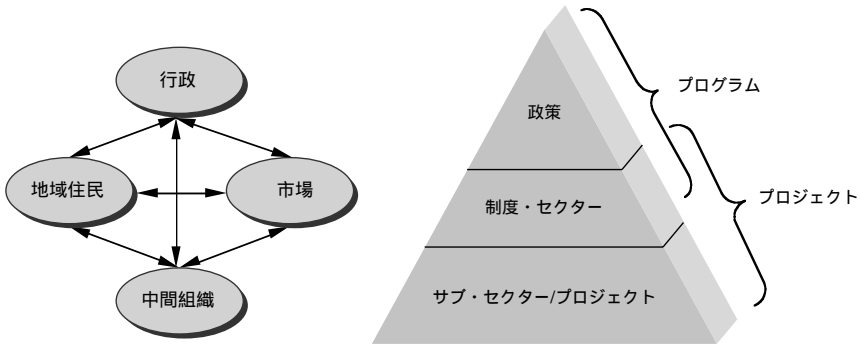 行政
地域住民
市場
中間組織
政策
制度・セクター
サブ・セクター/プロジェクト
プログラム
プロジェクト